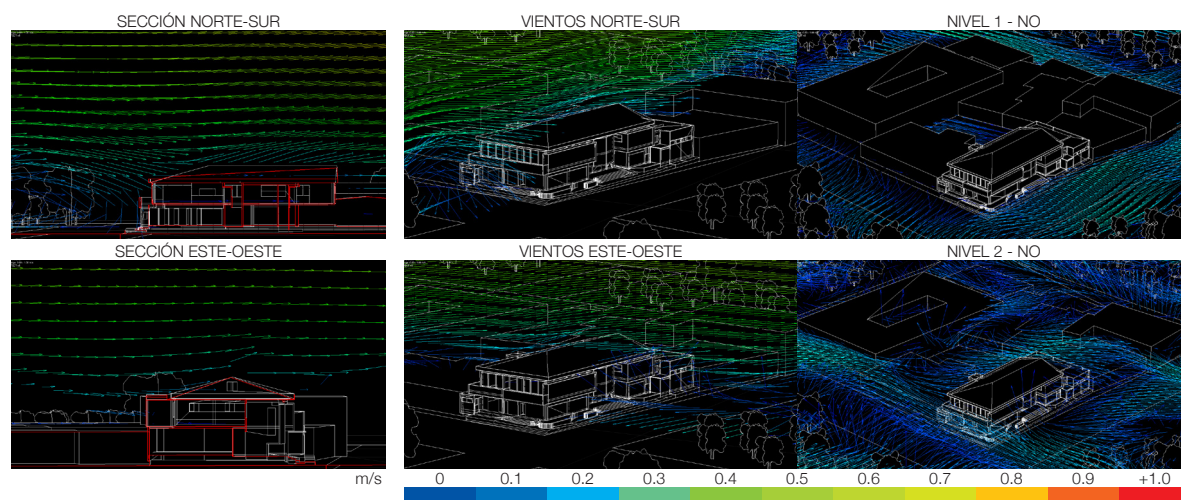 SECCIÓN NORTE-SUR
VIENTOS NORTE-SUR
NIVEL 1 - NO
SECCIÓN ESTE-OESTE
VIENTOS ESTE-OESTE
NIVEL 2 - NO
m/s 0 0.1 0.2 0.3 0.4 0.5 0.6 0.7 0.8 0.9 +1.0